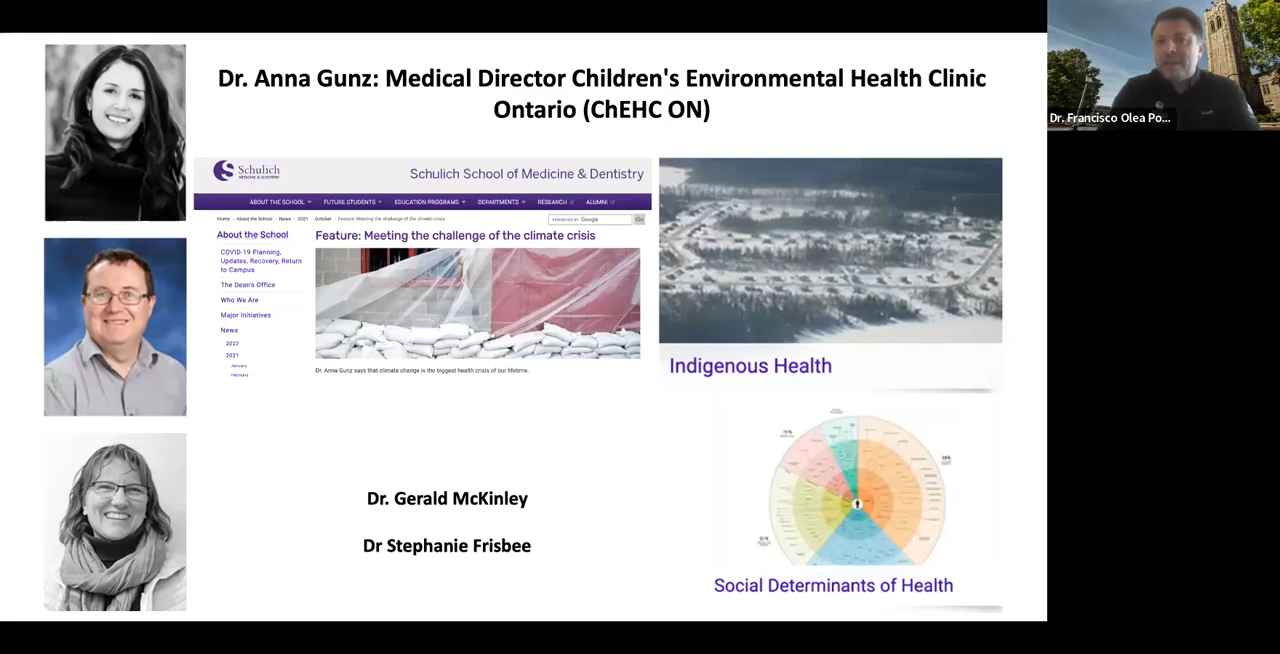 Dr. Anna Gunz: Medical Director Children's Environmental Health Clinic
Ontario (ChEHC ON)
Dr. Francisco Olea Po...
Schulich
MEDICINE & DENTISTRY
Schulich School of Medicine & Dentistry
ABOUT THE SCHOOL
FUTURE STUDENTS
EDUCATION PROGRAMS
DEPARTMENTS
RESEARCH
ALUMNI
Home About the School News 2021 October Feature: Meeting the challenge of the climate crisis
ENHANCED BY Google
Go
About the School
COVID-19 Planning,
Updates, Recovery, Return
to Campus
The Dean's Office
Who We Are
Major Initiatives
News
2022
2021
January
February
Feature: Meeting the challenge of the climate crisis
Dr. Anna Gunz says that climate change is the biggest health crisis of our lifetime.
Indigenous Health
Dr. Gerald McKinley
Dr Stephanie Frisbee
Social Determinants of Health